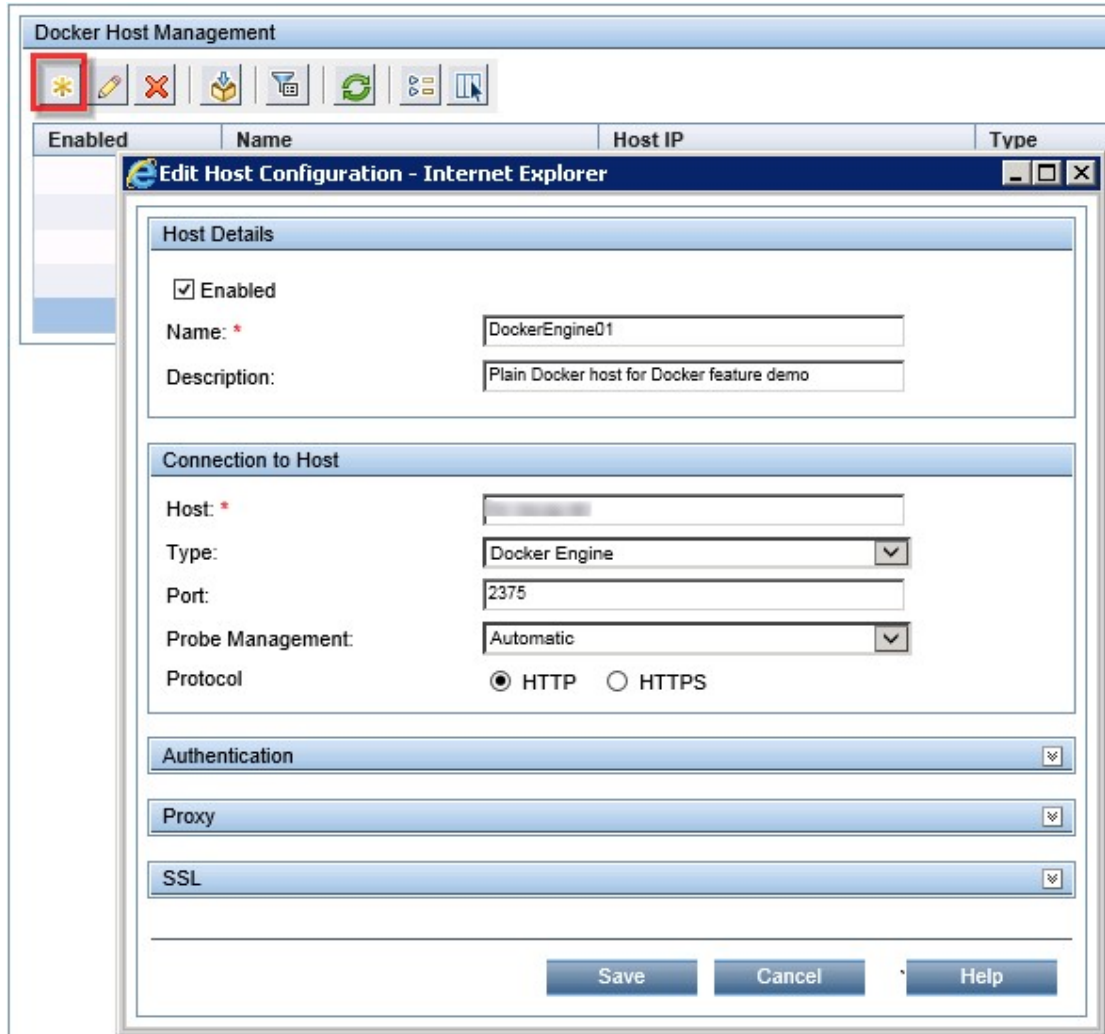 Docker Host Management
Enabled Name Host IP Type
Edit Host Configuration - Internet Explorer
Host Details
Enabled
Name: * DockerEngine01
Description: Plain Docker host for Docker feature demo
Connection to Host
Host: *
Type: Docker Engine
Port: 2375
Probe Management: Automatic
Protocol HTTP HTTPS
Authentication
Proxy
SSL
Save Cancel Help